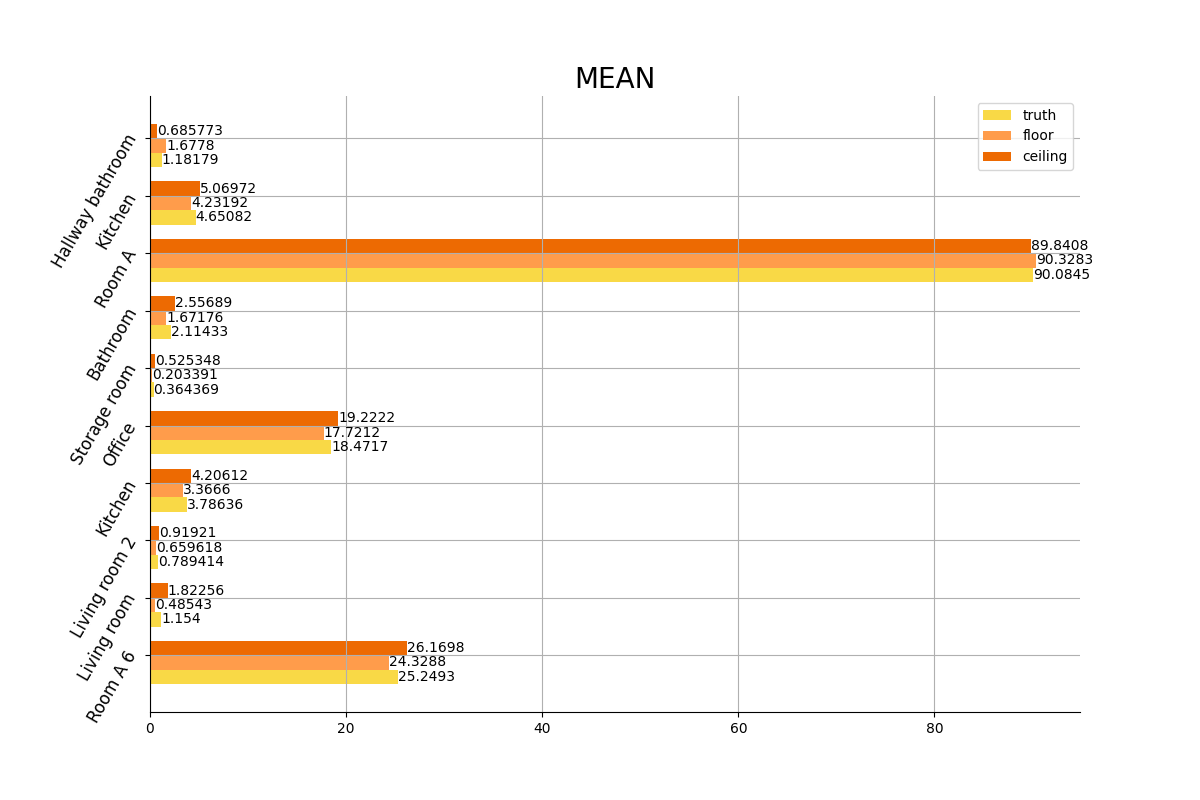 MEAN
truth
floor
ceiling
Hallway bathroom
0.685773
1.6778
1.18179
Kitchen
5.06972
4.23192
4.65082
Room A
89.8408
90.3283
90.0845
Bathroom
2.55689
1.67176
2.11433
Storage room
0.525348
0.203391
0.364369
Office
19.2222
17.7212
18.4717
Kitchen
4.20612
3.3666
3.78636
Living room 2
0.91921
0.659618
0.789414
Living room
1.82256
0.48543
1.154
Room A 6
26.1698
24.3288
25.2493
0 20 40 60 80